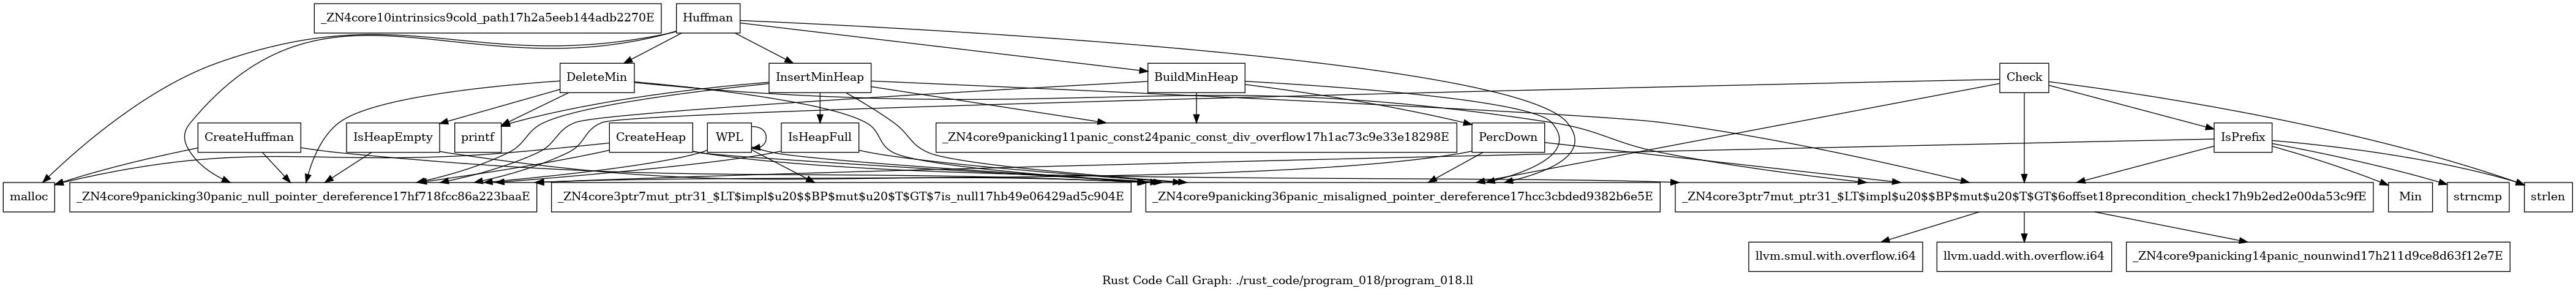 _ZN4core10intrinsics9cold_path17h2a5eeb144adb2270E
Huffman
DeleteMin
InsertMinHeap
BuildMinHeap
Check
CreateHuffman
IsHeapEmpty
printf
CreateHeap
WPL
IsHeapFull
_ZN4core9panicking11panic_const24panic_const_div_overflow17h1ac73c9e33e18298E
PercDown
IsPrefix
malloc
_ZN4core9panicking30panic_null_pointer_dereference17hf718fcc86a223baaE
_ZN4core3ptr7mut_ptr31_$LT$impl$u20$$BP$mut$u20$T$GT$7is_null17hb49e06429ad5c904E
_ZN4core9panicking36panic_misaligned_pointer_dereference17hcc3cbded9382b6e5E
_ZN4core3ptr7mut_ptr31_$LT$impl$u20$$BP$mut$u20$T$GT$6offset18precondition_check17h9b2ed2e00da53c9fE
Min
strncmp
strlen
llvm.smul.with.overflow.i64
llvm.uadd.with.overflow.i64
_ZN4core9panicking14panic_nounwind17h211d9ce8d63f12e7E
Rust Code Call Graph: ./rust_code/program_018/program_018.ll